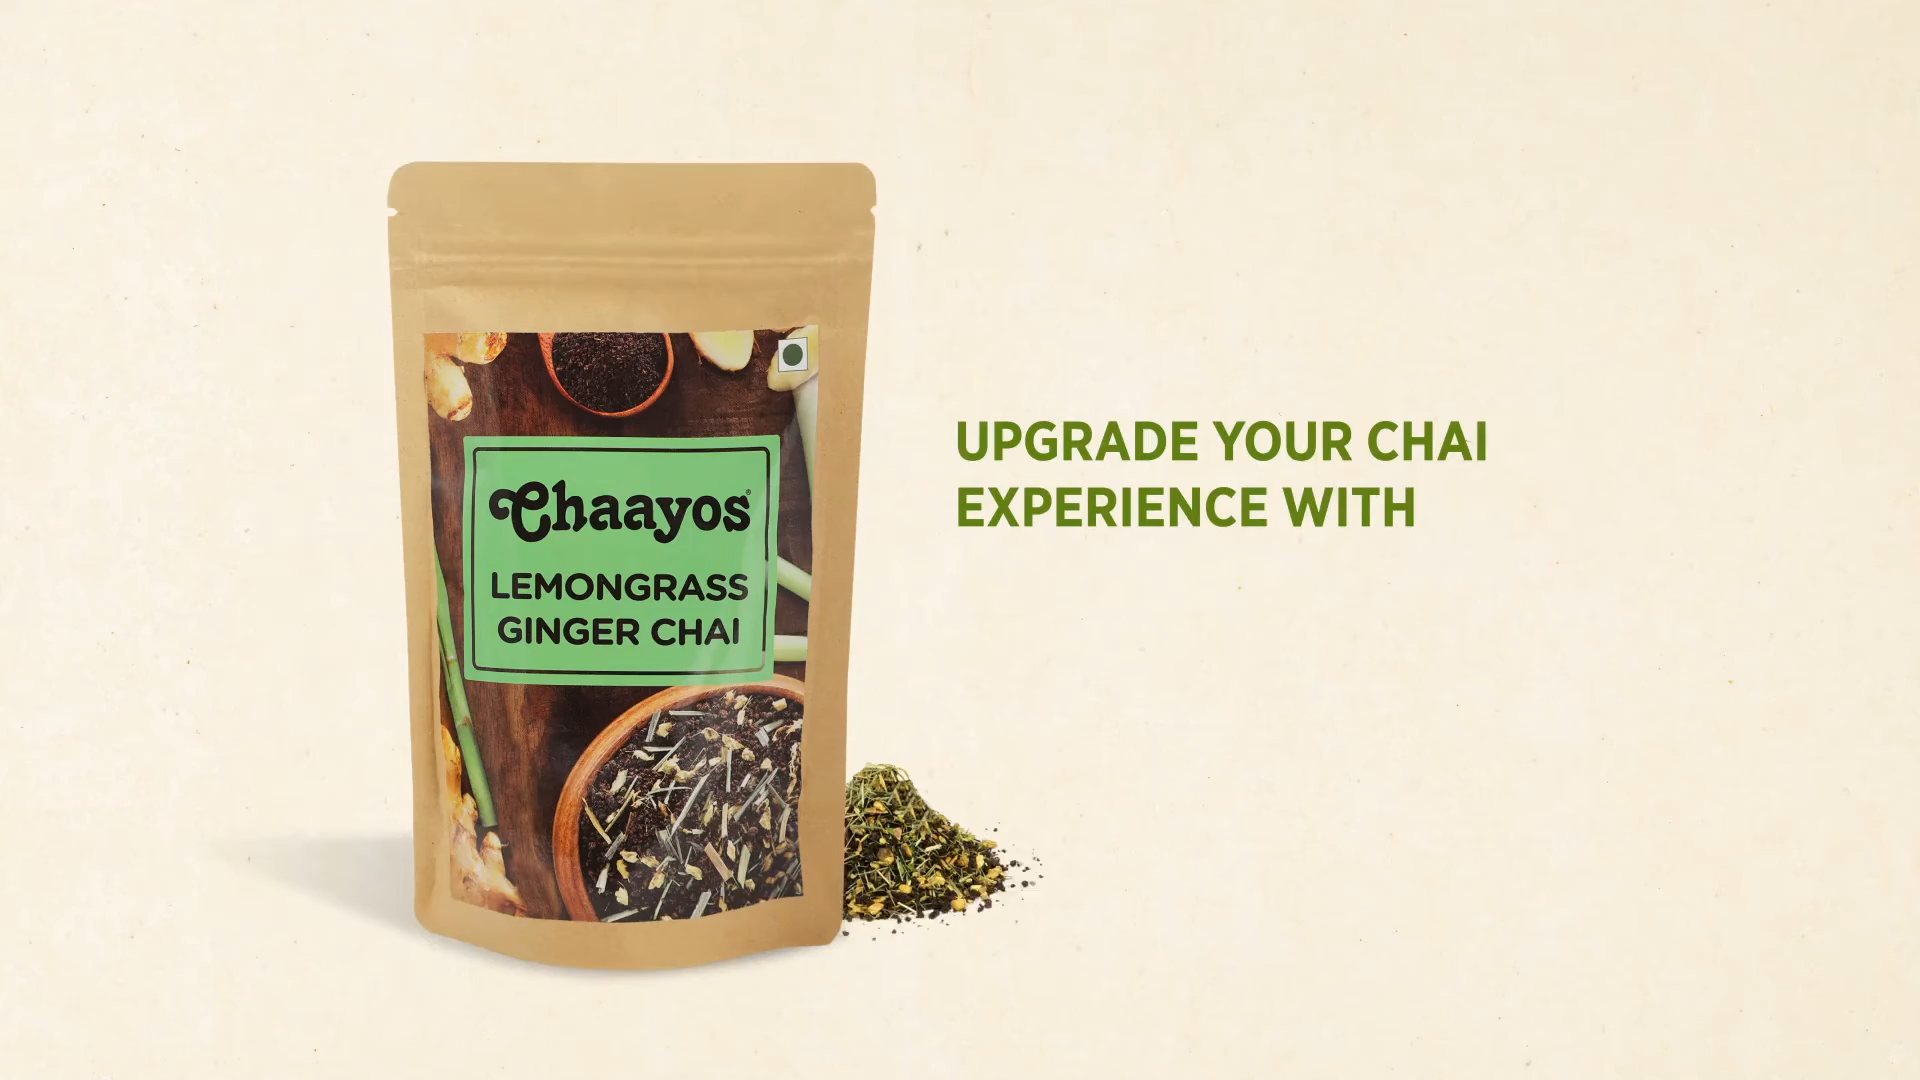 Chaayos
LEMONGRASS
GINGER CHAI
UPGRADE YOUR CHAI
EXPERIENCE WITH